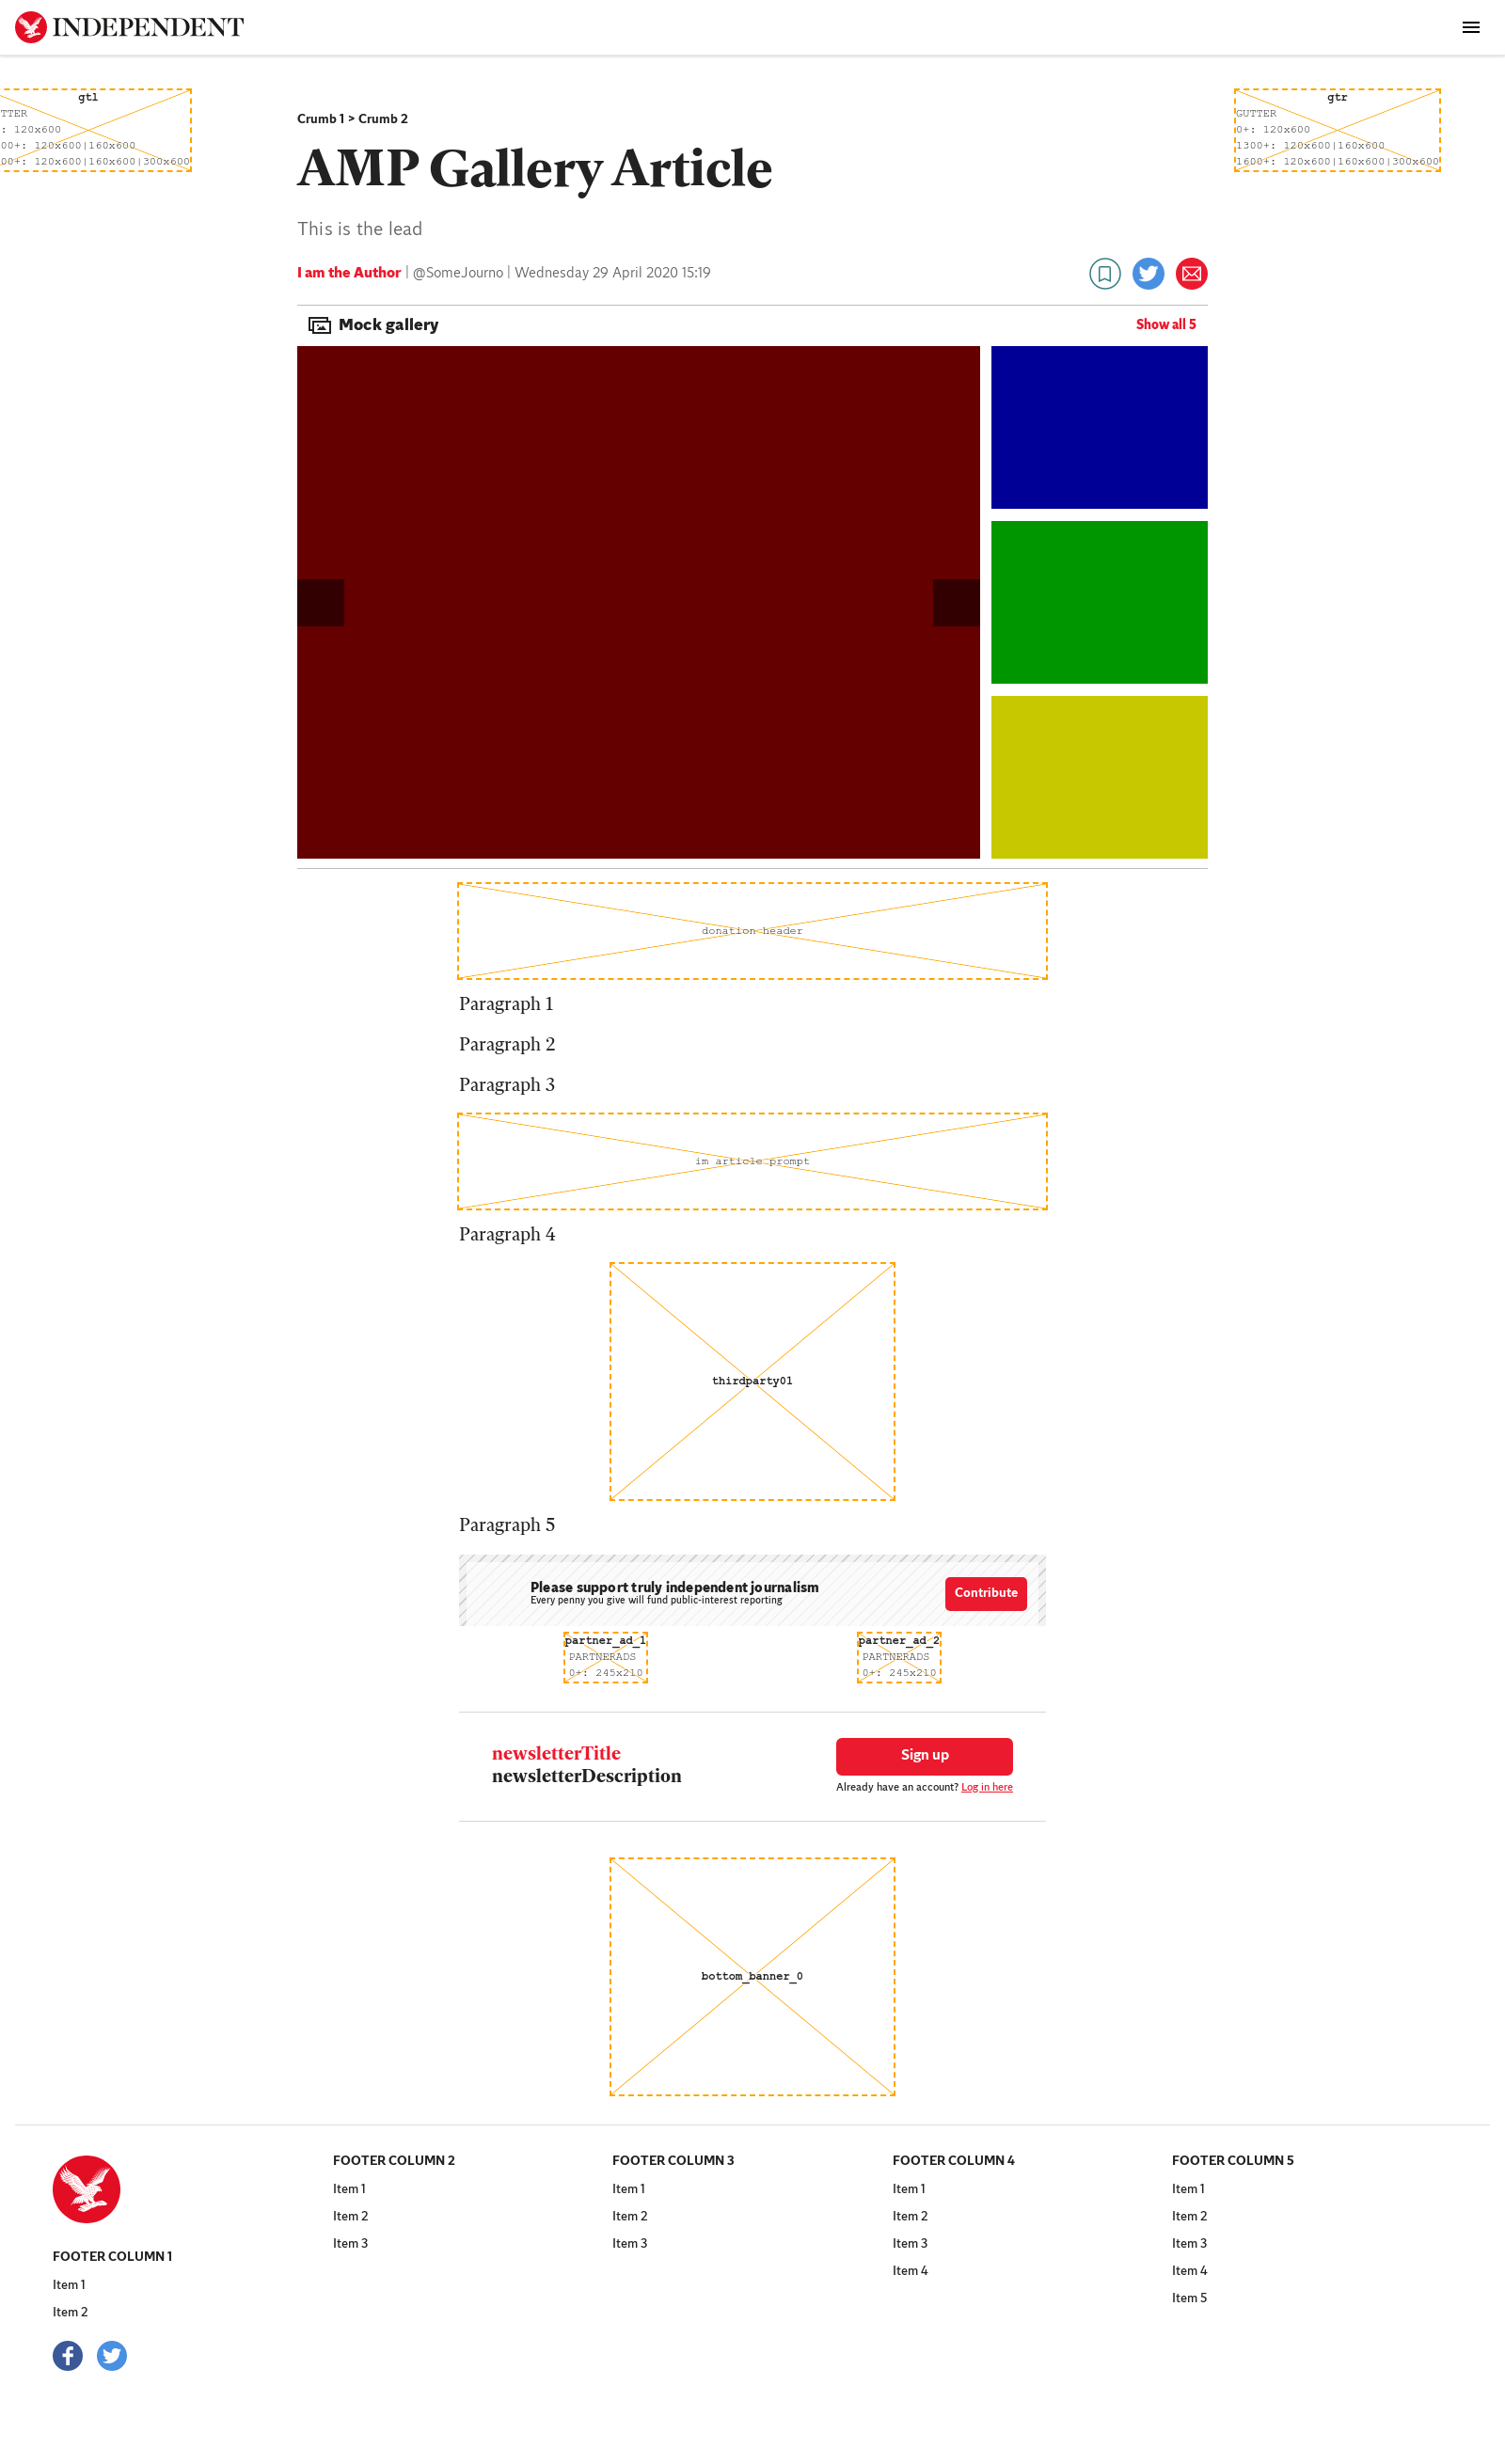 INDEPENDENT
gtl
TTER
: 120x600
00+: 120x600|160x600
00+: 120x600|160x600|300x600
gtr
GUTTER
0+: 120x600
1300+: 120x600|160x600
1600+: 120x600|160x600|300x600
Crumb 1 > Crumb 2
AMP Gallery Article
This is the lead
I am the Author | @SomeJourno | Wednesday 29 April 2020 15:19
Mock gallery
Show all 5
donation-header
Paragraph 1
Paragraph 2
Paragraph 3
im article prompt
Paragraph 4
thirdparty01
Paragraph 5
Please support truly independent journalism
Every penny you give will fund public-interest reporting
Contribute
partner_ad_1
PARTNERADS
0+: 245x210
partner_ad_2
PARTNERADS
0+: 245x210
newsletterTitle
newsletterDescription
Sign up
Already have an account? Log in here
bottom_banner_0
FOOTER COLUMN 1
Item 1
Item 2
FOOTER COLUMN 2
Item 1
Item 2
Item 3
FOOTER COLUMN 3
Item 1
Item 2
Item 3
FOOTER COLUMN 4
Item 1
Item 2
Item 3
Item 4
FOOTER COLUMN 5
Item 1
Item 2
Item 3
Item 4
Item 5